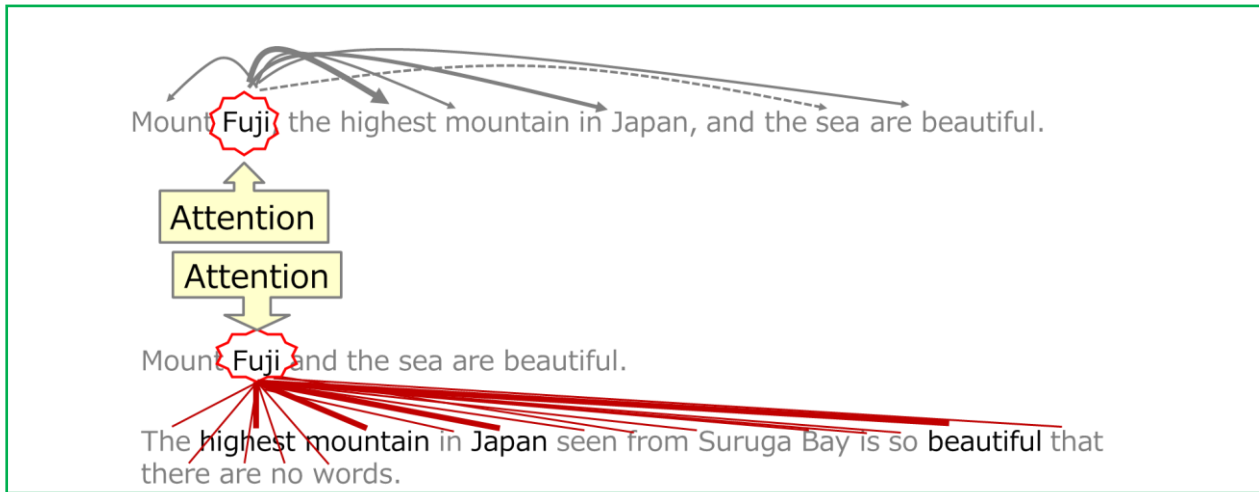 Mount Fuji, the highest mountain in Japan, and the sea are beautiful.
Attention
Attention
Mount Fuji and the sea are beautiful.
The highest mountain in Japan seen from Suruga Bay is so beautiful that
there are no words.